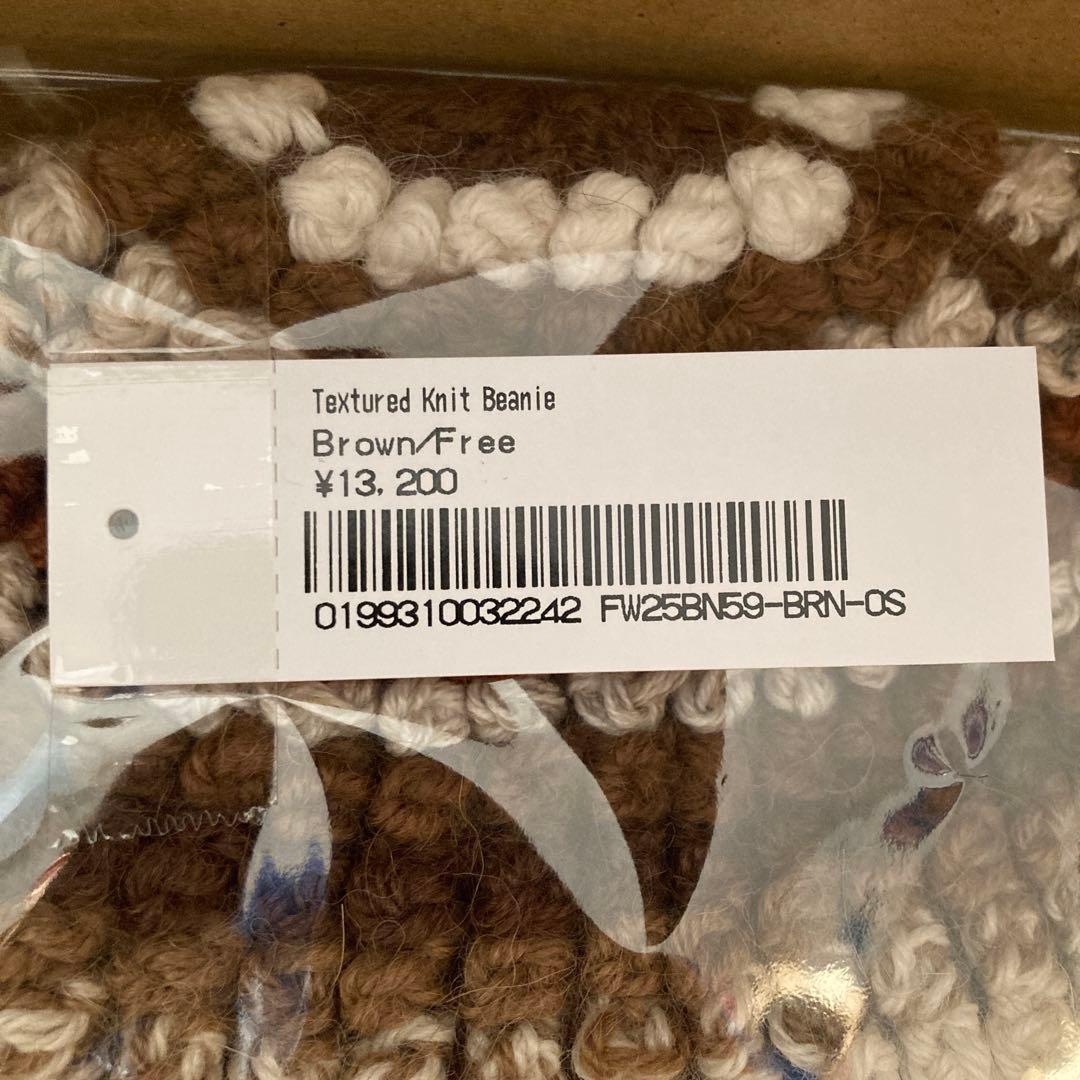 Textured Knit Beanie
Brown/Free
¥13,200
0199310032242 FW25BN59-BRN-OS